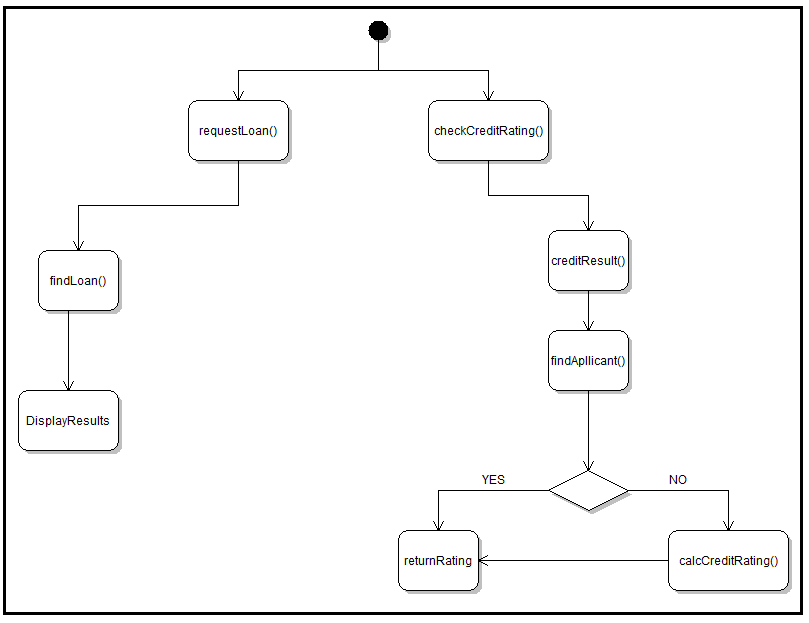 requestLoan()
checkCreditRating()
creditResult()
findLoan()
findApllicant()
DisplayResults
YES
NO
returnRating
calcCreditRating()